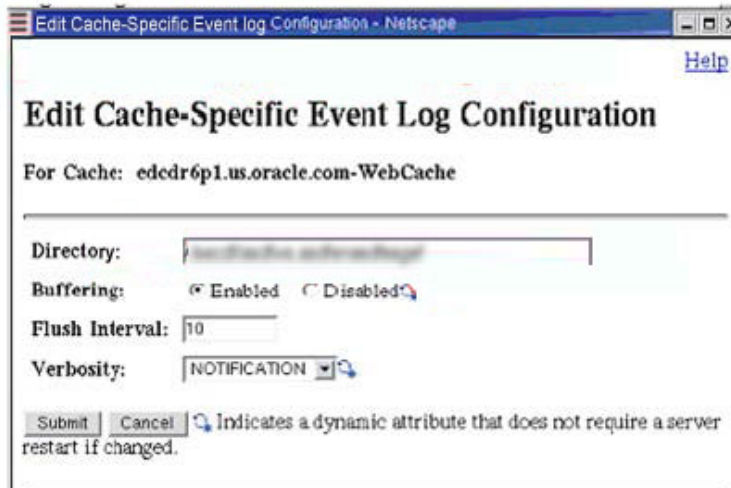 Edit Cache-Specific Event log Configuration - Netscape
Help
Edit Cache-Specific Event Log Configuration
For Cache: edcdr6p1.us.oracle.com-WebCache
Directory: /
Buffering: Enabled Disabled
Flush Interval: 10
Verbosity: NOTIFICATION
Submit Cancel Indicates a dynamic attribute that does not require a server
restart if changed.